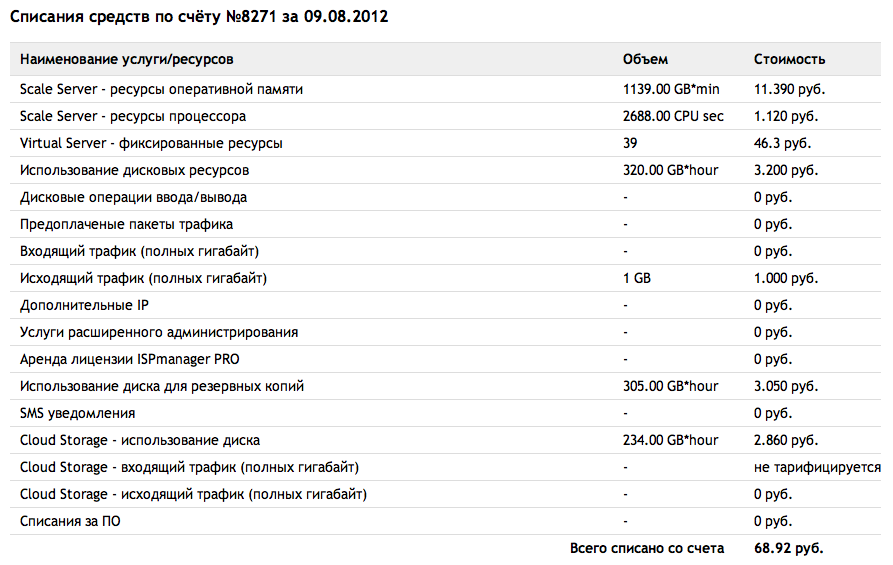 Списания средств по счёту №8271 за 09.08.2012
Наименование услуги/ресурсов Объем Стоимость
Scale Server - ресурсы оперативной памяти 1139.00 GB*min 11.390 руб.
Scale Server - ресурсы процессора 2688.00 CPU sec 1.120 руб.
Virtual Server - фиксированные ресурсы 39 46.3 руб.
Использование дисковых ресурсов 320.00 GB*hour 3.200 руб.
Дисковые операции ввода/вывода - 0 руб.
Предоплаченые пакеты трафика - 0 руб.
Входящий трафик (полных гигабайт) - 0 руб.
Исходящий трафик (полных гигабайт) 1 GB 1.000 руб.
Дополнительные IP - 0 руб.
Услуги расширенного администрирования - 0 руб.
Аренда лицензии ISPmanager PRO - 0 руб.
Использование диска для резервных копий 305.00 GB*hour 3.050 руб.
SMS уведомления - 0 руб.
Cloud Storage - использование диска 234.00 GB*hour 2.860 руб.
Cloud Storage - входящий трафик (полных гигабайт) - не тарифицируется
Cloud Storage - исходящий трафик (полных гигабайт) - 0 руб.
Списания за ПО - 0 руб.
Всего списано со счета 68.92 руб.